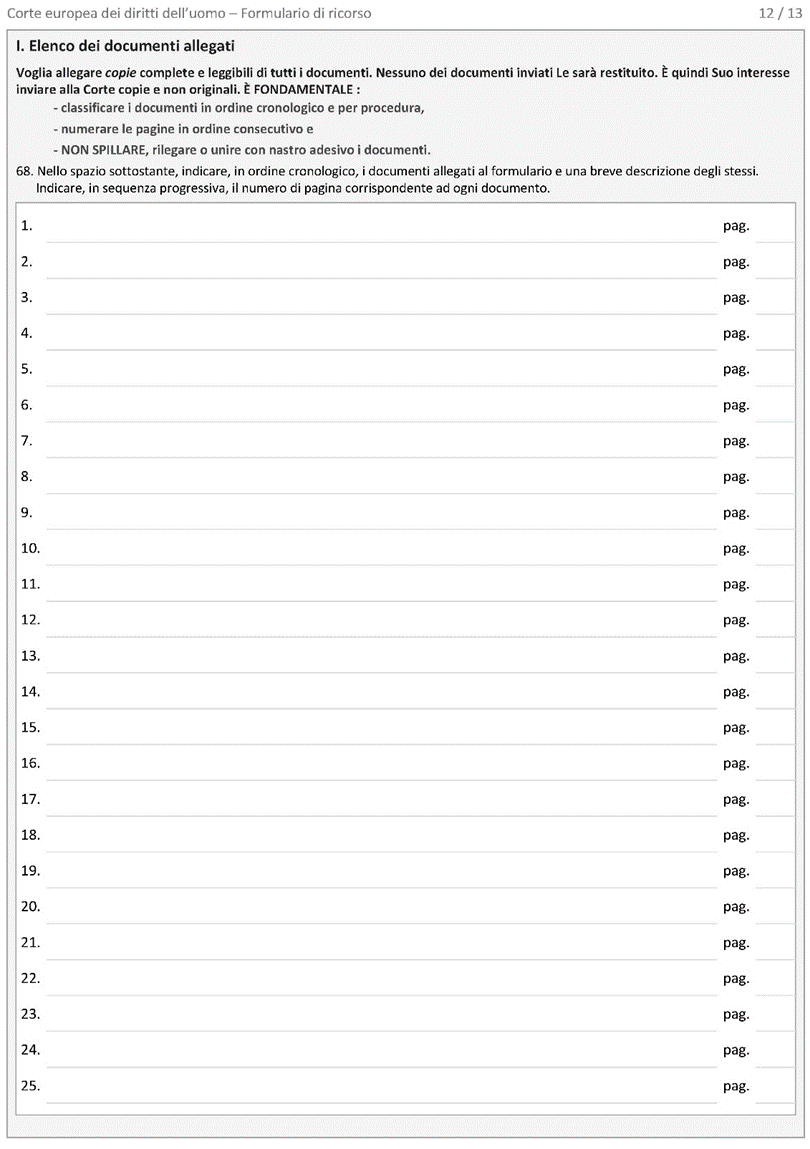 Corte europea dei diritti dell'uomo – Formulario di ricorso 12 / 13
I. Elenco dei documenti allegati
Voglia allegare copie complete e leggibili di tutti i documenti. Nessuno dei documenti inviati Le sarà restituito. È quindi Suo interesse
inviare alla Corte copie e non originali. È FONDAMENTALE :
- classificare i documenti in ordine cronologico e per procedura,
- numerare le pagine in ordine consecutivo e
- NON SPILLARE, rilegare o unire con nastro adesivo i documenti.
68. Nello spazio sottostante, indicare, in ordine cronologico, i documenti allegati al formulario e una breve descrizione degli stessi.
Indicare, in sequenza progressiva, il numero di pagina corrispondente ad ogni documento.
1. pag.
2. pag.
3. pag.
4. pag.
5. pag.
6. pag.
7. pag.
8. pag.
9. pag.
10. pag.
11. pag.
12. pag.
13. pag.
14. pag.
15. pag.
16. pag.
17. pag.
18. pag.
19. pag.
20. pag.
21. pag.
22. pag.
23. pag.
24. pag.
25. pag.